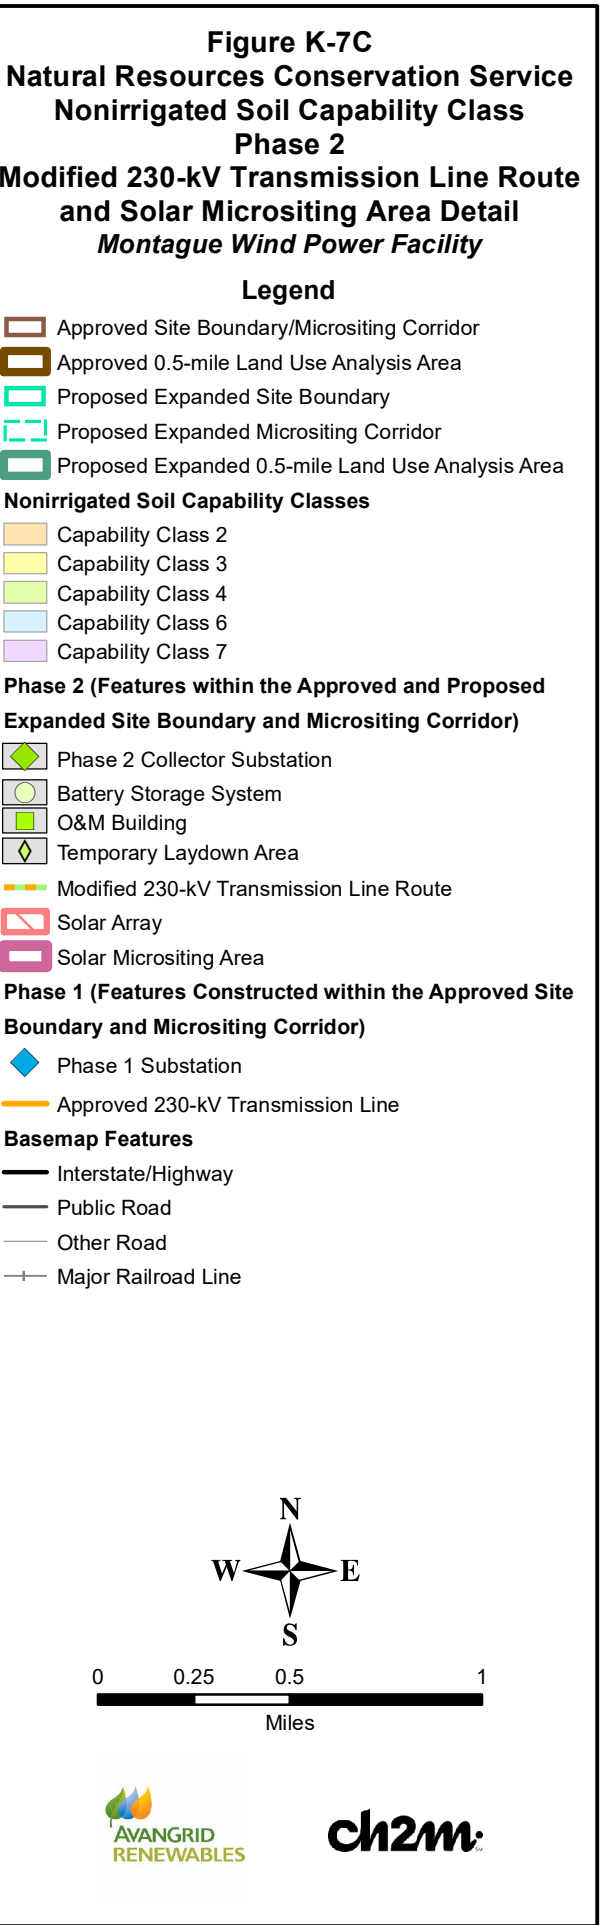 Figure K-7C
Natural Resources Conservation Service
Nonirrigated Soil Capability Class
Phase 2
Modified 230-kV Transmission Line Route
and Solar Micrositing Area Detail
Montague Wind Power Facility
Legend
Approved Site Boundary/Micrositing Corridor
Approved 0.5-mile Land Use Analysis Area
Proposed Expanded Site Boundary
Proposed Expanded Micrositing Corridor
Proposed Expanded 0.5-mile Land Use Analysis Area
Nonirrigated Soil Capability Classes
Capability Class 2
Capability Class 3
Capability Class 4
Capability Class 6
Capability Class 7
Phase 2 (Features within the Approved and Proposed
Expanded Site Boundary and Micrositing Corridor)
Phase 2 Collector Substation
Battery Storage System
O&M Building
Temporary Laydown Area
Modified 230-kV Transmission Line Route
Solar Array
Solar Micrositing Area
Phase 1 (Features Constructed within the Approved Site
Boundary and Micrositing Corridor)
Phase 1 Substation
Approved 230-kV Transmission Line
Basemap Features
Interstate/Highway
Public Road
Other Road
Major Railroad Line
N
W E
S
0 0.25 0.5 1
Miles
AVANGRID
RENEWABLES
ch2m: